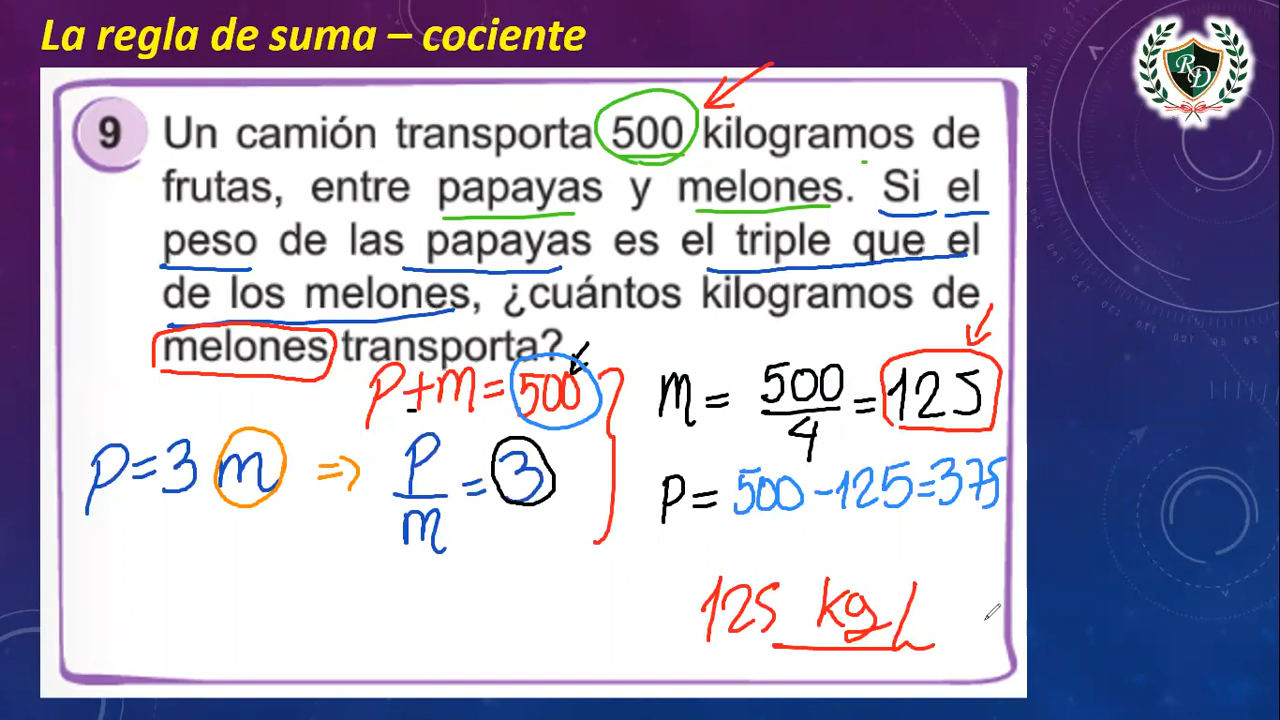 La regla de suma – cociente
RD
9 Un camión transporta 500 kilogramos de
frutas, entre papayas y melones. Si el
peso de las papayas es el triple que el
de los melones, ¿cuántos kilogramos de
melones transporta?
P+m=500
m = 500/4 = 125
p=3m ⇒ P/m = 3
P = 500-125=375
125 kg